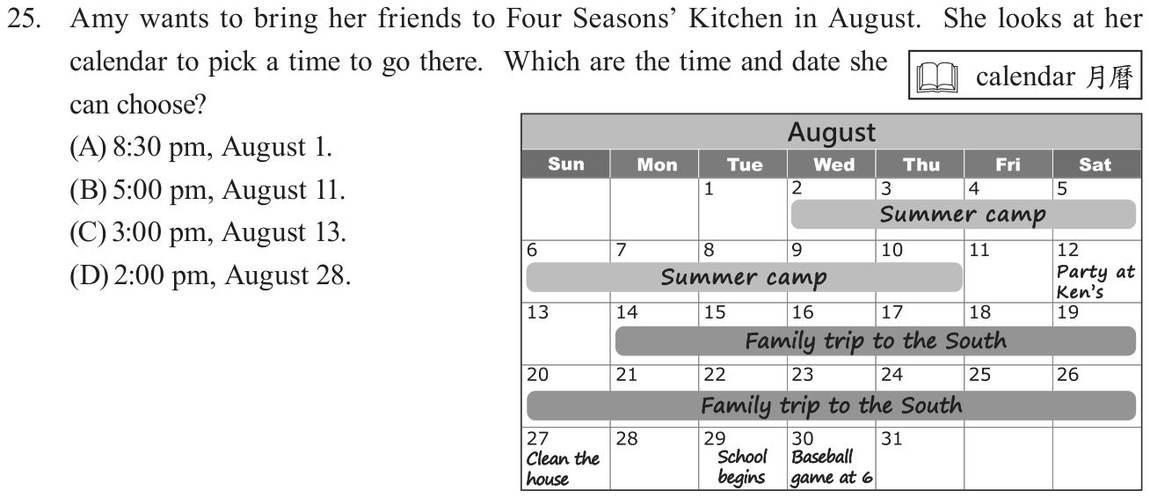 25. Amy wants to bring her friends to Four Seasons’ Kitchen in August. She looks at her
calendar to pick a time to go there. Which are the time and date she
can choose?
calendar 月曆
(A) 8:30 pm, August 1.
(B) 5:00 pm, August 11.
(C) 3:00 pm, August 13.
(D) 2:00 pm, August 28.
August
Sun Mon Tue Wed Thu Fri Sat
1 2 3 4 5
Summer camp
6 7 8 9 10 11 12
Summer camp
Party at
Ken's
13 14 15 16 17 18 19
Family trip to the South
20 21 22 23 24 25 26
Family trip to the South
27 28 29 30 31
Clean the
house
School
begins
Baseball
game at 6